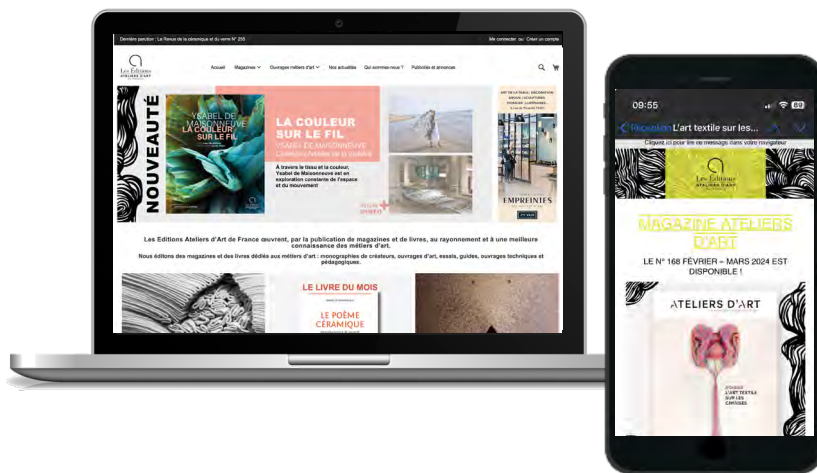 Dernière parution : La Revue de la céramique et du verre N° 255
Me connecter ou Créer un compte
Les Editions
ATELIERS D'ART
Accueil Magazines Ouvrages métiers d'art Nos actualités Qui sommes-nous ? Publicités et annonces
NOUVEAUTÉ
YSABEL DE
MAISONNEUVE
LA COULEUR
SUR LE FIL
LA COULEUR
SUR LE FIL
YSABEL DE MAISONNEUVE
À travers le tissu et la couleur,
Ysabel de Maisonneuve est en
exploration constante de l'espace
et du mouvement
EMPREINTES
Les Editions Ateliers d'Art de France œuvrent, par la publication de magazines et de livres, au rayonnement et à une meilleure
connaissance des métiers d'art.
Nous éditons des magazines et des livres dédiés aux métiers d'art : monographies de créateurs, ouvrages d'art, essais, guides, ouvrages techniques et
pédagogiques.
LE LIVRE DU MOIS
LE POÈME
CÉRAMIQUE
09:55
69
L'art textile sur les...
Cliquez ici pour lire ce message dans votre navigateur
Les Editions
ATELIERS D'ART
MAGAZINE ATELIERS
D'ART
LE N° 168 FÉVRIER – MARS 2024 EST
DISPONIBLE !
ATELIERS D'ART
L'ART TEXTILE
SUR LES
CIMAISES